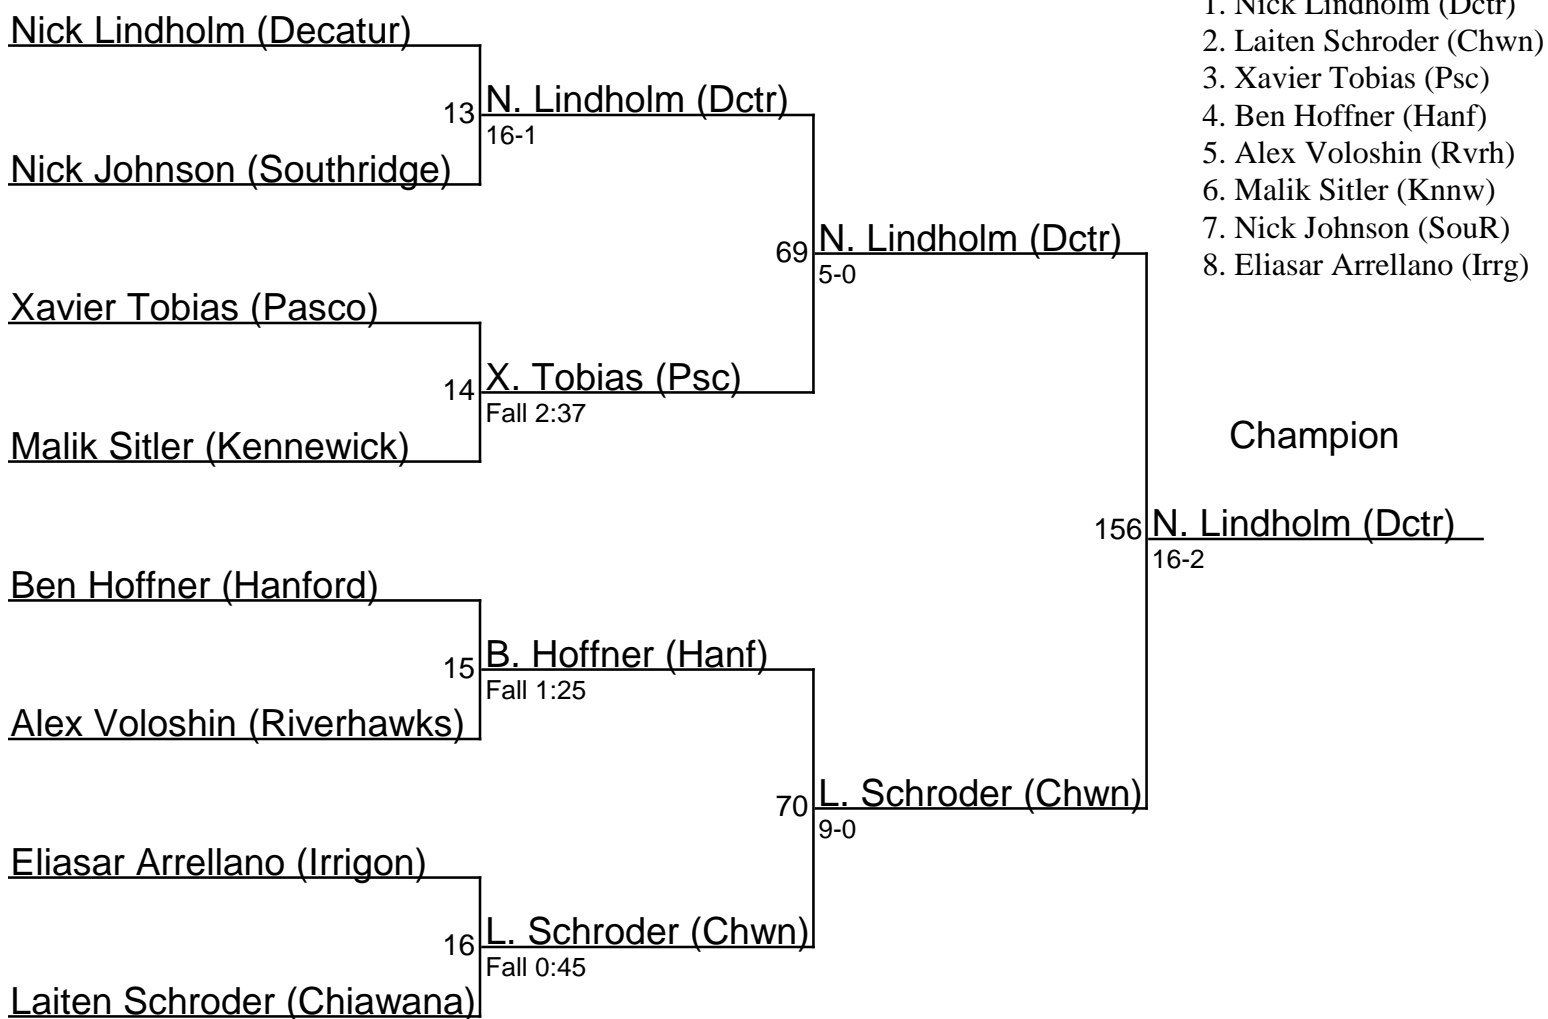 Nick Lindholm (Decatur)
13
N. Lindholm (Dctr)
16-1
Nick Johnson (Southridge)
69
N. Lindholm (Dctr)
5-0
Xavier Tobias (Pasco)
14
X. Tobias (Psc)
Fall 2:37
Malik Sitler (Kennewick)
Champion
156
N. Lindholm (Dctr)
16-2
Ben Hoffner (Hanford)
15
B. Hoffner (Hanf)
Fall 1:25
Alex Voloshin (Riverhawks)
70
L. Schroder (Chwn)
9-0
Eliasar Arrellano (Irrigon)
16
L. Schroder (Chwn)
Fall 0:45
Laiten Schroder (Chiawana)
1. Nick Lindholm (Dctr)
2. Laiten Schroder (Chwn)
3. Xavier Tobias (Psc)
4. Ben Hoffner (Hanf)
5. Alex Voloshin (Rvrh)
6. Malik Sitler (Knnw)
7. Nick Johnson (SouR)
8. Eliasar Arrellano (Irrg)